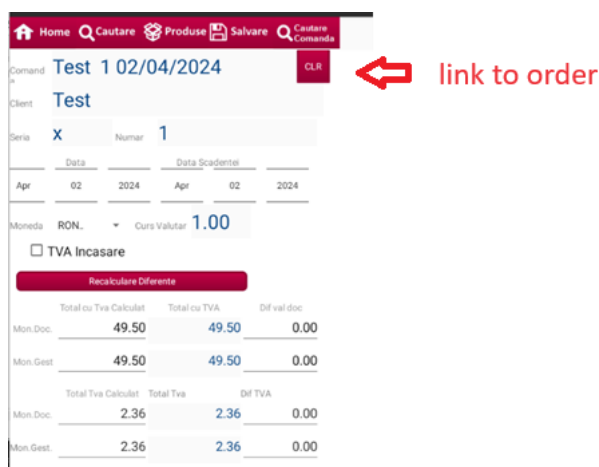 Home Cautare Produse Salvare Cautare Comanda
Comanda Test 1 02/04/2024 CLR link to order
Client Test
Seria x Numar 1
Data Data Scadentei
Apr 02 2024 Apr 02 2024
Moneda RON.. Curs Valutar 1.00
TVA Incasare
Recalculare Diferente
Total cu Tva Calculat Total cu TVA Dif val doc
Mon.Doc. 49.50 49.50 0.00
Mon.Gest 49.50 49.50 0.00
Total Tva Calculat Total Tva Dif TVA
Mon.Doc. 2.36 2.36 0.00
Mon.Gest. 2.36 2.36 0.00